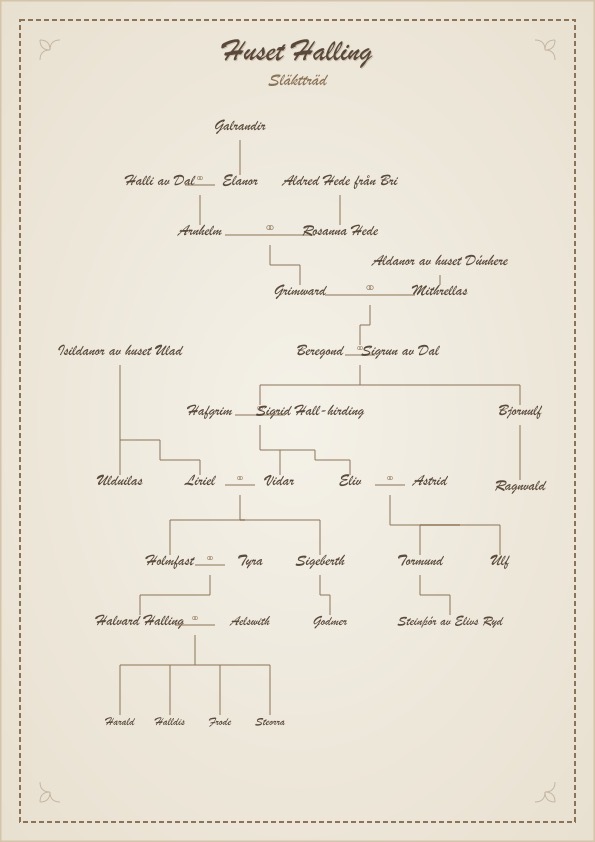 Huset Halling
Släktträd
Galrandir
Halli av Dal Elanor Aldred Hede från Bri
Arnhelm Rosanna Hede
Aldanor av huset Dúnhere
Grimward Mithrellas
Isildanor av huset Ulad Beregond Sigrun av Dal
Hafgrim Sigrid Hall-hirding Bjornulf
Ulduilas Liriel Vidar Eliv Astrid
Ragnvald
Holmfast Tyra Sigeberth Tormund Ulf
Halvard Halling Aelswith Godmer Steinþór av Elivs Ryd
Harald Halldis Frode Steorra